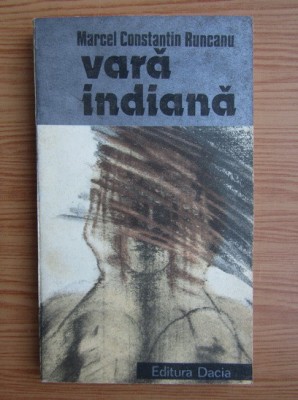 Marcel Constantin Runcanu
vară
indiană
Editura Dacia